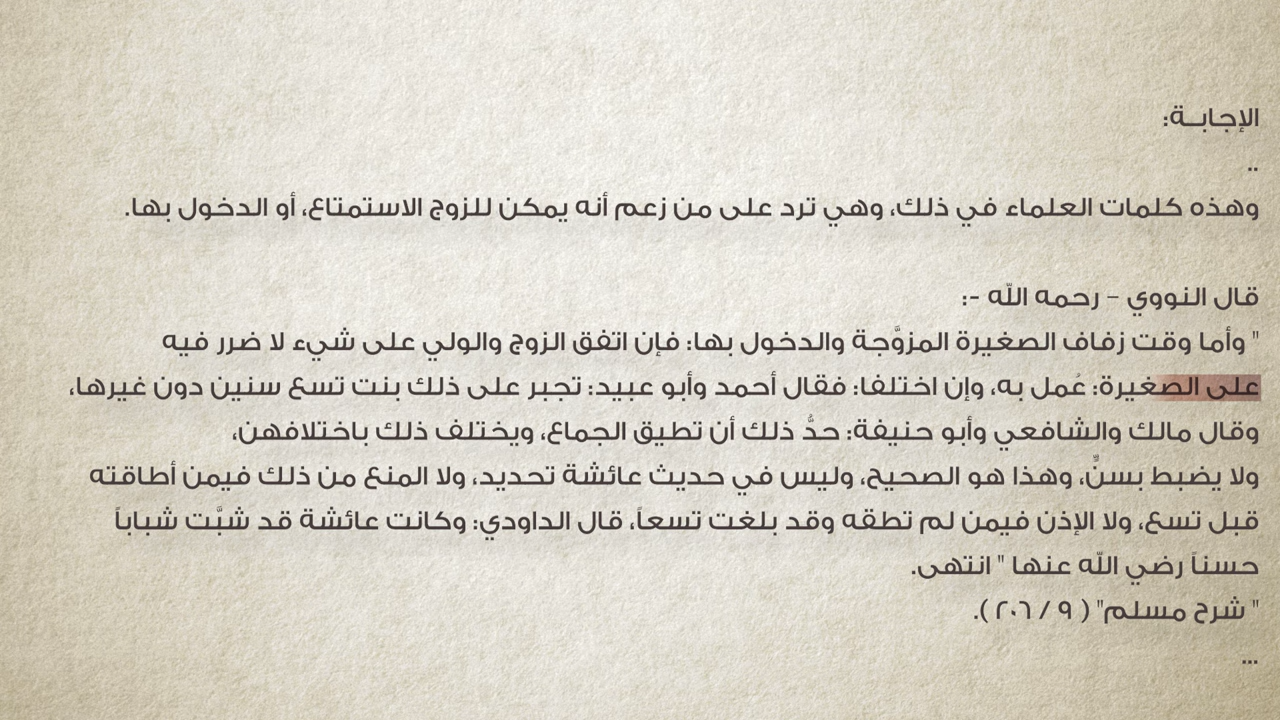 الإجابــة:
..
وهذه كلمات العلماء في ذلك، وهي ترد على من زعم أنه يمكن للزوج الاستمتاع، أو الدخول بها.
قال النووي – رحمه الله -:
" وأما وقت زفاف الصغيرة المزوَّجة والدخول بها: فإن اتفق الزوج والولي على شيء لا ضرر فيه
على الصغيرة: عُمل به، وإن اختلفا: فقال أحمد وأبو عبيد: تجبر على ذلك بنت تسع سنين دون غيرها،
وقال مالك والشافعي وأبو حنيفة: حدُّ ذلك أن تطيق الجماع، ويختلف ذلك باختلافهن،
ولا يضبط بسنٍّ، وهذا هو الصحيح، وليس في حديث عائشة تحديد، ولا المنع من ذلك فيمن أطاقته
قبل تسع، ولا الإذن فيمن لم تطقه وقد بلغت تسعاً، قال الداودي: وكانت عائشة قد شبَّت شباباً
حسناً رضي الله عنها " انتهى.
" شرح مسلم" ( ٩ / ٢٠٦ ).
...